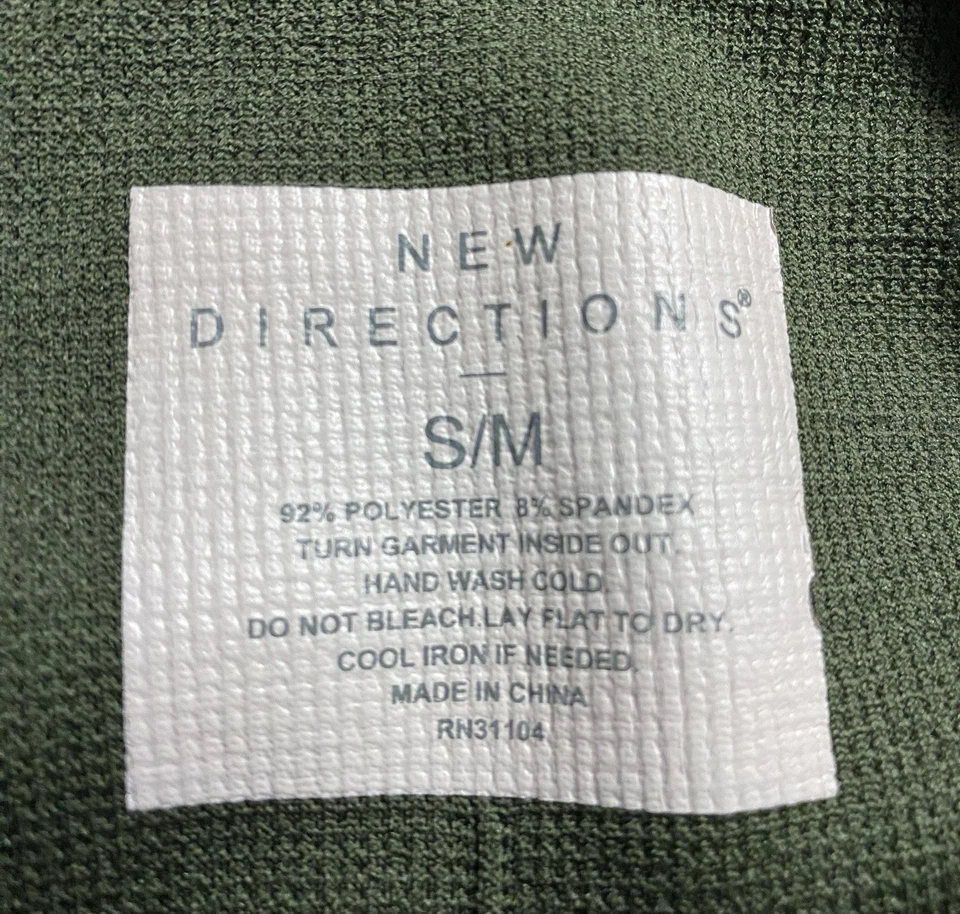 NEW
DIRECTIONS®
—
S/M
92% POLYESTER 8% SPANDEX
TURN GARMENT INSIDE OUT.
HAND WASH COLD.
DO NOT BLEACH.LAY FLAT TO DRY.
COOL IRON IF NEEDED.
MADE IN CHINA
RN31104